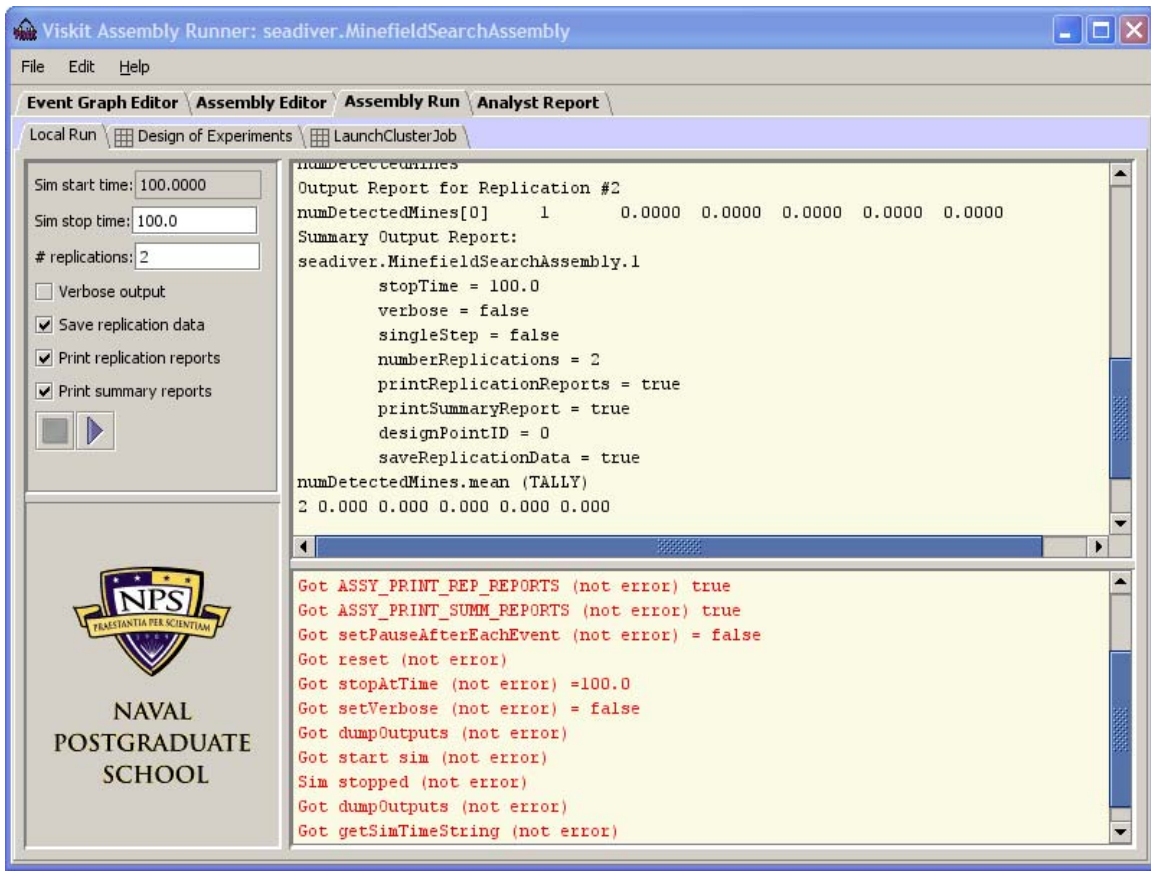 Viskit Assembly Runner: seadiver.MinefieldSearchAssembly
File Edit Help
Event Graph Editor Assembly Editor Assembly Run Analyst Report
Local Run Design of Experiments LaunchClusterJob
Sim start time: 100.0000
Sim stop time: 100.0
# replications: 2
Verbose output
Save replication data
Print replication reports
Print summary reports
NPS
PRAESTANTIA PER SCIENTIAM
NAVAL
POSTGRADUATE
SCHOOL
numDetectedMines
Output Report for Replication #2
numDetectedMines[0] 1 0.0000 0.0000 0.0000 0.0000 0.0000
Summary Output Report:
seadiver.MinefieldSearchAssembly.1
stopTime = 100.0
verbose = false
singleStep = false
numberReplications = 2
printReplicationReports = true
printSummaryReport = true
designPointID = 0
saveReplicationData = true
numDetectedMines.mean (TALLY)
2 0.000 0.000 0.000 0.000 0.000
Got ASSY_PRINT_REP_REPORTS (not error) true
Got ASSY_PRINT_SUMM_REPORTS (not error) true
Got setPauseAfterEachEvent (not error) = false
Got reset (not error)
Got stopAtTime (not error) =100.0
Got setVerbose (not error) = false
Got dumpOutputs (not error)
Got start sim (not error)
Sim stopped (not error)
Got dumpOutputs (not error)
Got getSimTimeString (not error)